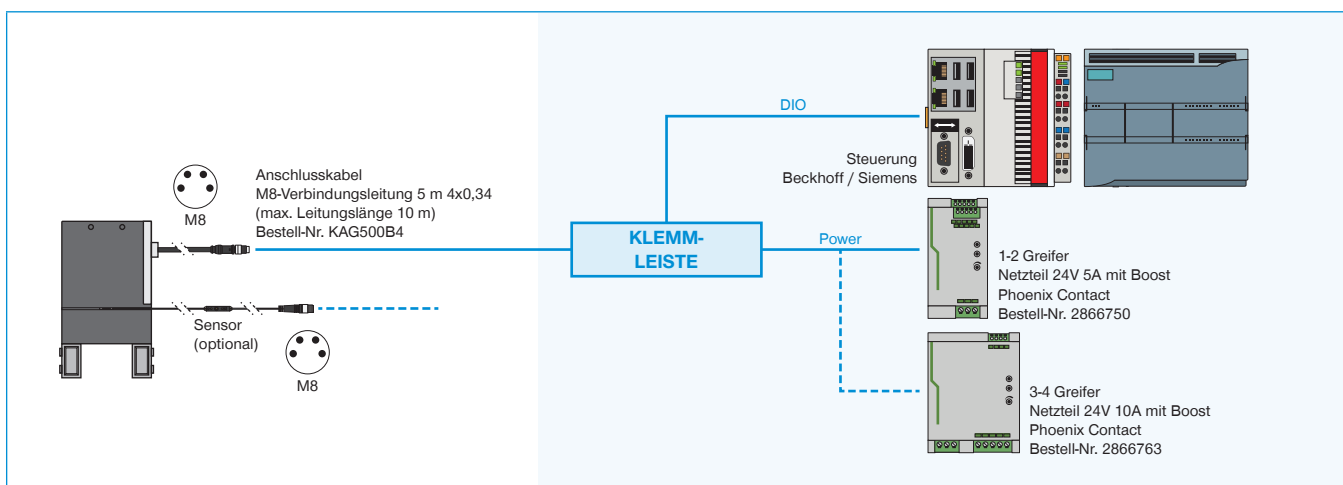 Anschlusskabel
M8-Verbindungsleitung 5 m 4x0,34
(max. Leitungslänge 10 m)
Bestell-Nr. KAG500B4
M8
Sensor
(optional)
M8
KLEMM-
LEISTE
DIO
Steuerung
Beckhoff / Siemens
Power
1-2 Greifer
Netzteil 24V 5A mit Boost
Phoenix Contact
Bestell-Nr. 2866750
3-4 Greifer
Netzteil 24V 10A mit Boost
Phoenix Contact
Bestell-Nr. 2866763